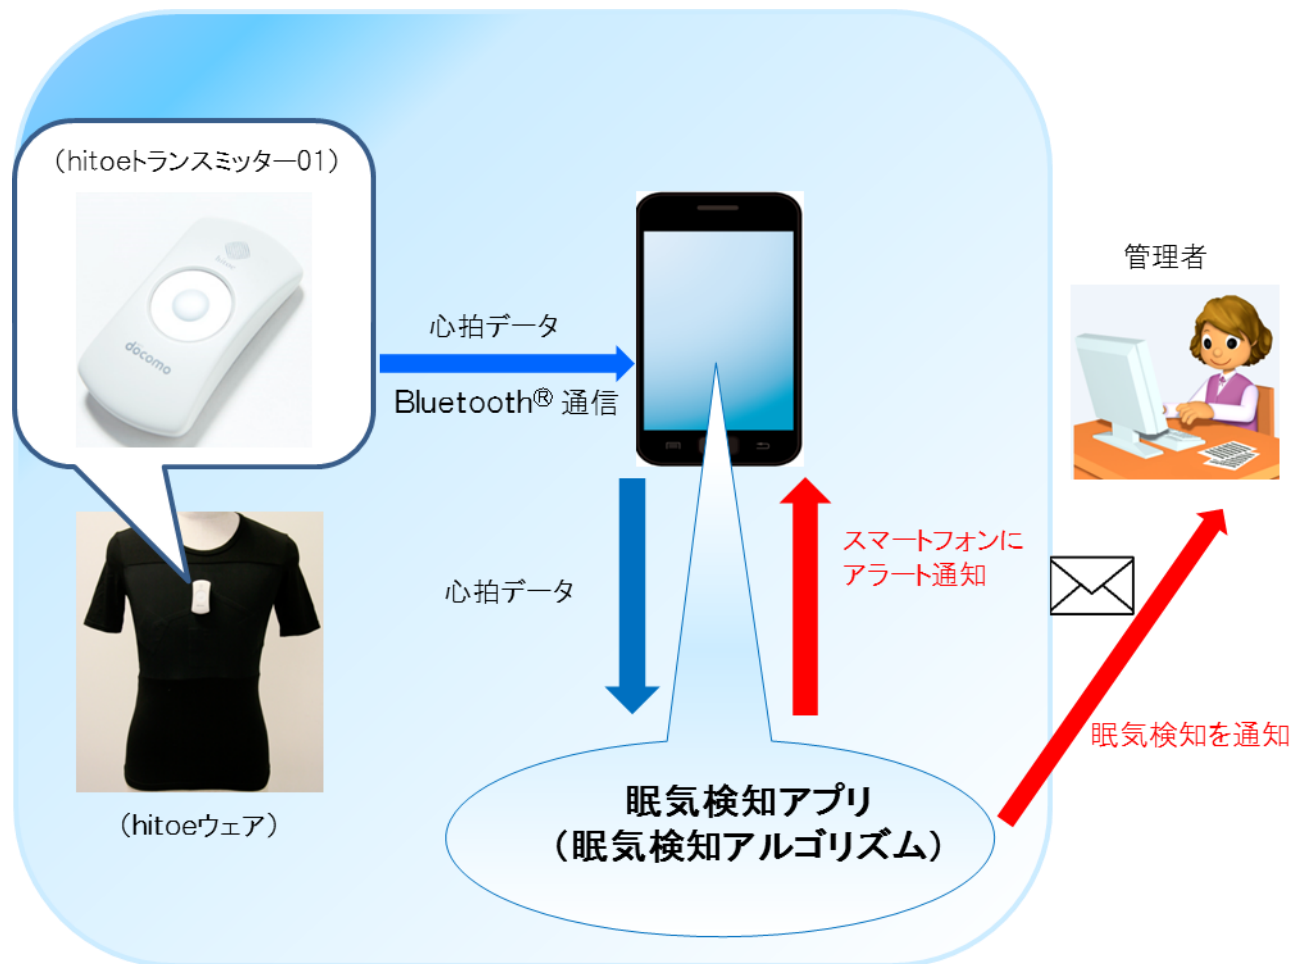 （hitoeトランスミッター01）
hitoe
döcomo
心拍データ
Bluetooth® 通信
管理者
心拍データ
スマートフォンに
アラート通知
眠気検知を通知
（hitoeウェア）
眠気検知アプリ
（眠気検知アルゴリズム）